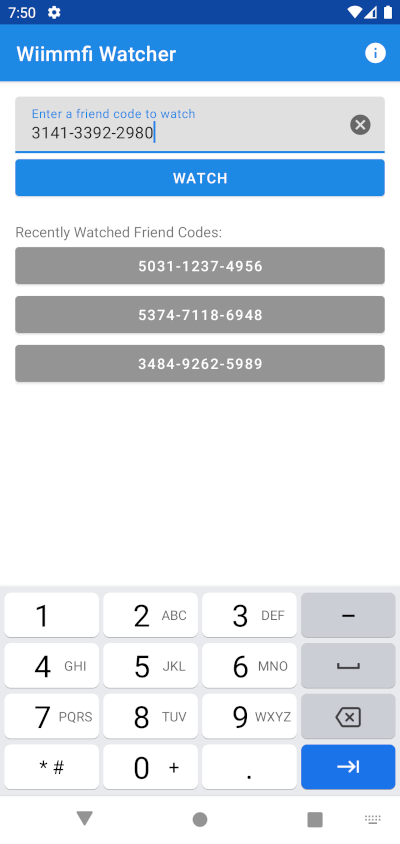 7:50
Wiimmfi Watcher
Enter a friend code to watch
3141-3392-2980
WATCH
Recently Watched Friend Codes:
5031-1237-4956
5374-7118-6948
3484-9262-5989
1 2 ABC 3 DEF –
4 GHI 5 JKL 6 MNO
7 PQRS 8 TUV 9 WXYZ
* # 0 + .